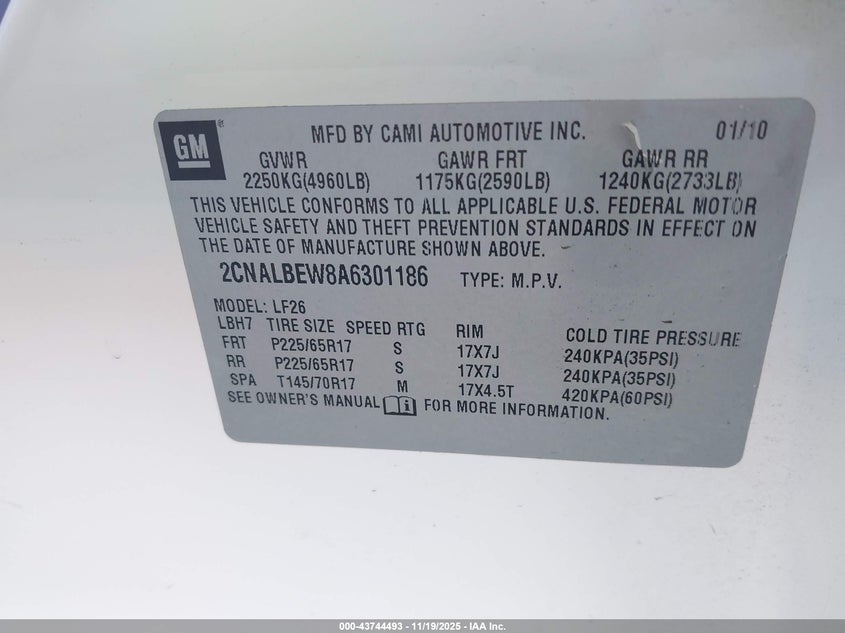 GM
MFD BY CAMI AUTOMOTIVE INC. 01/10
GVWR GAWR FRT GAWR RR
2250KG(4960LB) 1175KG(2590LB) 1240KG(2733LB)
THIS VEHICLE CONFORMS TO ALL APPLICABLE U.S. FEDERAL MOTOR
VEHICLE SAFETY AND THEFT PREVENTION STANDARDS IN EFFECT ON
THE DATE OF MANUFACTURE SHOWN ABOVE.
2CNALBEW8A6301186 TYPE: M.P.V.
MODEL: LF26
LBH7 TIRE SIZE SPEED RTG RIM COLD TIRE PRESSURE
FRT P225/65R17 S 17X7J 240KPA(35PSI)
RR P225/65R17 S 17X7J 240KPA(35PSI)
SPA T145/70R17 M 17X4.5T 420KPA(60PSI)
SEE OWNER'S MANUAL FOR MORE INFORMATION.
000-43744493 - 11/19/2025 - IAA Inc.